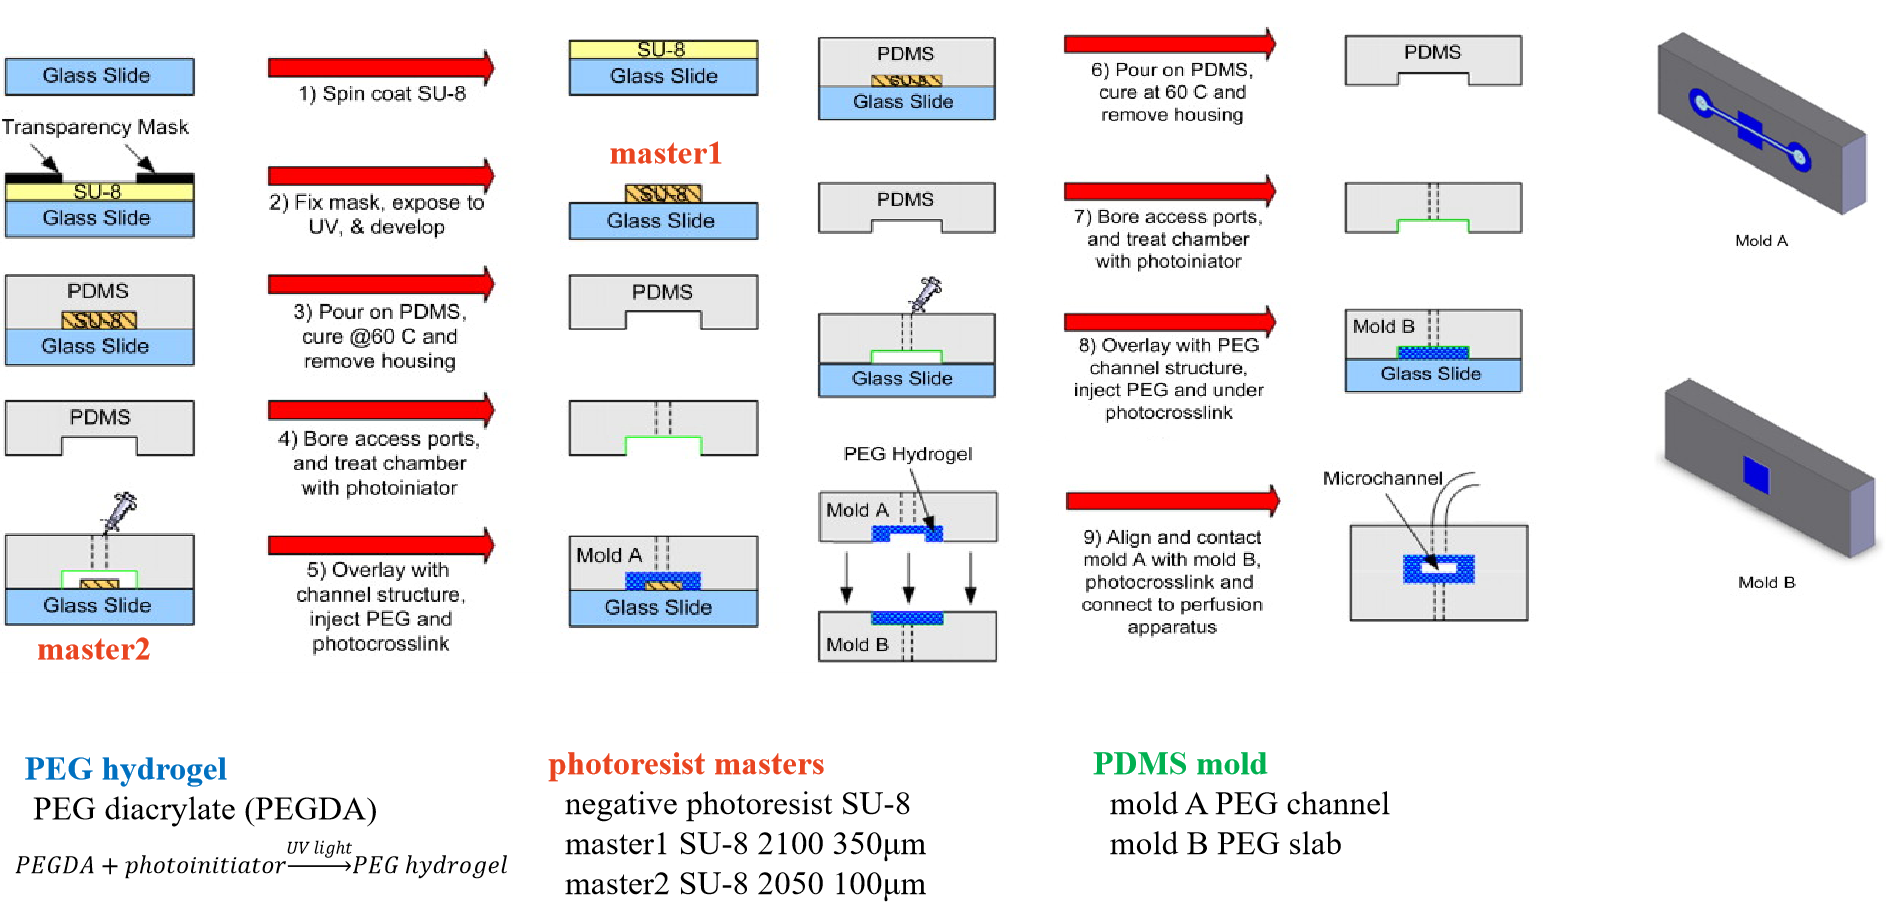 Glass Slide
1) Spin coat SU-8
SU-8
Glass Slide
Transparency Mask
SU-8
Glass Slide
2) Fix mask, expose to
UV, & develop
master1
SU-8
Glass Slide
PDMS
SU-8
Glass Slide
3) Pour on PDMS,
cure @60 C and
remove housing
PDMS
PDMS
4) Bore access ports,
and treat chamber
with photoiniator
Glass Slide
master2
5) Overlay with
channel structure,
inject PEG and
photocrosslink
Mold A
Glass Slide
PDMS
SU-8
Glass Slide
6) Pour on PDMS,
cure at 60 C and
remove housing
PDMS
PDMS
7) Bore access ports,
and treat chamber
with photoiniator
Glass Slide
8) Overlay with PEG
channel structure,
inject PEG and under
photocrosslink
Mold B
Glass Slide
PEG Hydrogel
Mold A
Mold B
9) Align and contact
mold A with mold B,
photocrosslink and
connect to perfusion
apparatus
Microchannel
Mold A
Mold B
PEG hydrogel
PEG diacrylate (PEGDA)
UV light
PEGDA + photoinitiator⟶PEG hydrogel
photoresist masters
negative photoresist SU-8
master1 SU-8 2100 350μm
master2 SU-8 2050 100μm
PDMS mold
mold A PEG channel
mold B PEG slab